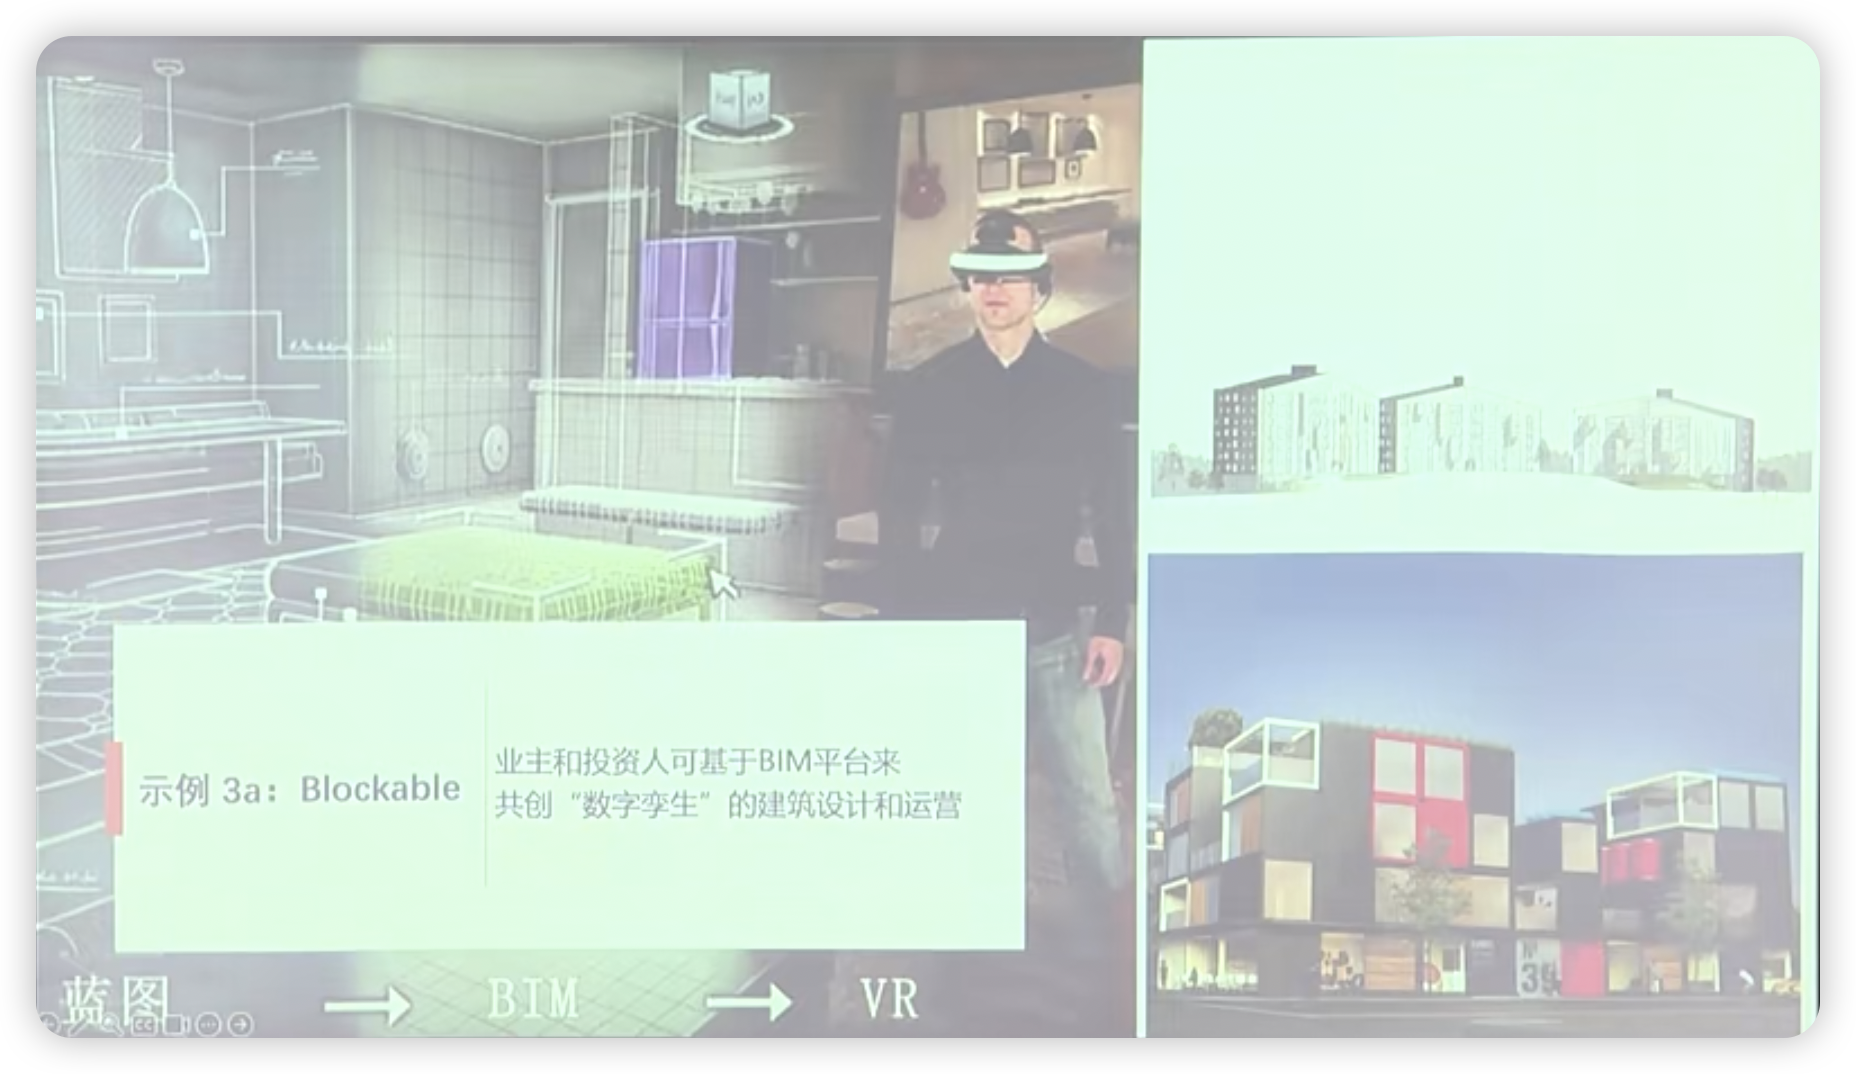 示例 3a：Blockable
业主和投资人可基于BIM平台来
共创“数字孪生”的建筑设计和运营
蓝图 → BIM → VR
N° 39